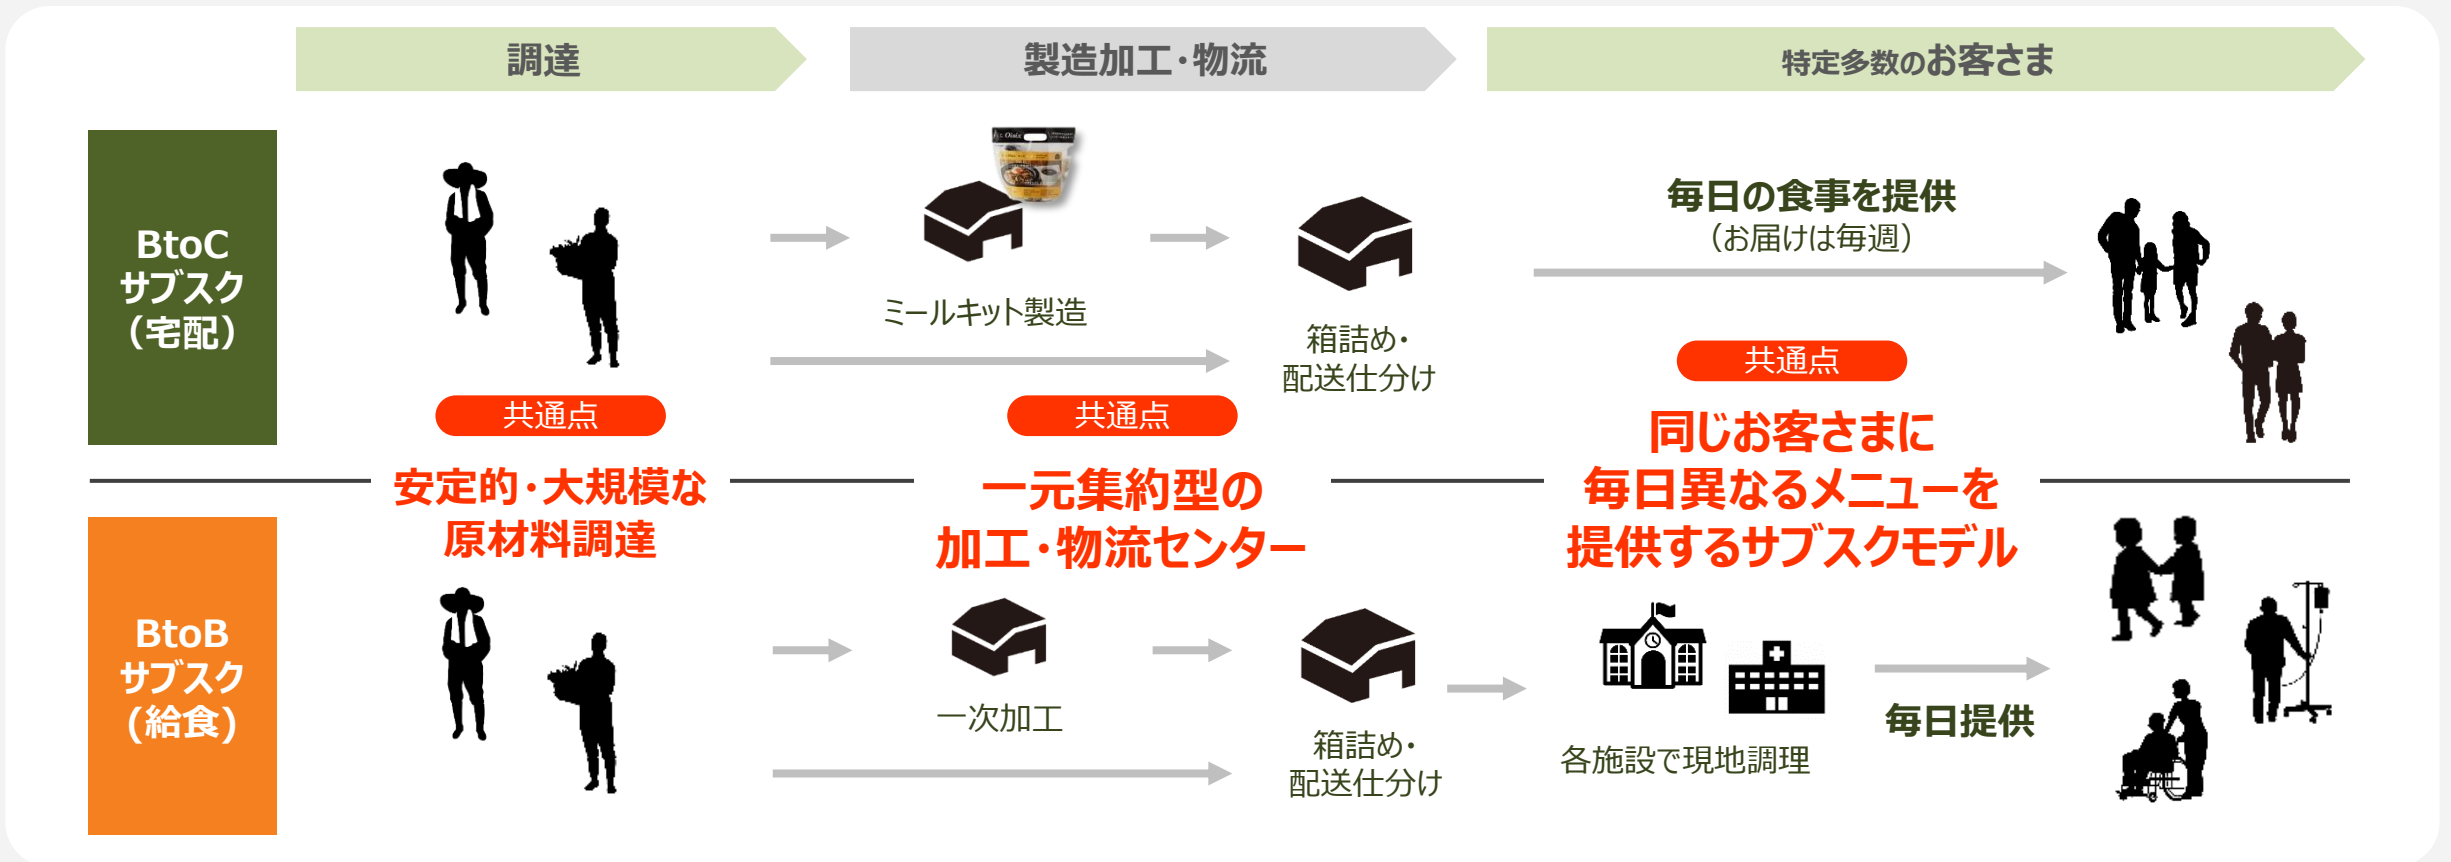 調達
製造加工・物流
特定多数のお客さま
BtoC
サブスク
（宅配）
Oisix
ミールキット製造
箱詰め・
配送仕分け
毎日の食事を提供
（お届けは毎週）
共通点
安定的・大規模な
原材料調達
共通点
一元集約型の
加工・物流センター
共通点
同じお客さまに
毎日異なるメニューを
提供するサブスクモデル
BtoB
サブスク
(給食)
一次加工
箱詰め・
配送仕分け
各施設で現地調理
毎日提供